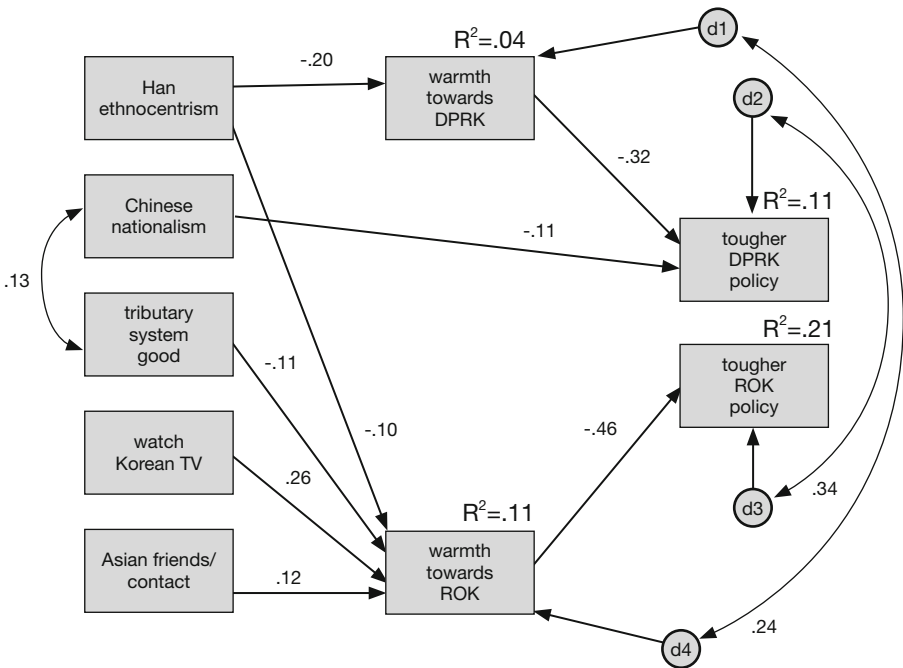 R²=.04
d1
-.20
Han
ethnocentrism
warmth
towards
DPRK
d2
-.32
Chinese
nationalism
R²=.11
-.11
tougher
DPRK
policy
.13
tributary
system
good
R²=.21
-.11
tougher
ROK
policy
-.10
-.46
watch
Korean TV
.26
.34
R²=.11
d3
Asian friends/
contact
.12
warmth
towards
ROK
.24
d4